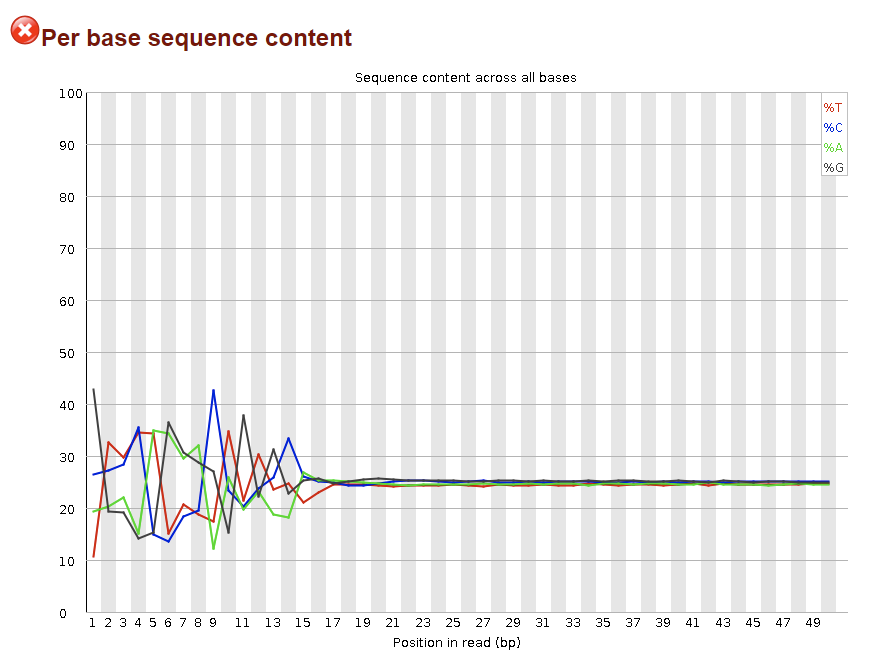 Per base sequence content
Sequence content across all bases
100
90
80
70
60
50
40
30
20
10
0
%T
%C
%A
%G
1 2 3 4 5 6 7 8 9 11 13 15 17 19 21 23 25 27 29 31 33 35 37 39 41 43 45 47 49
Position in read (bp)